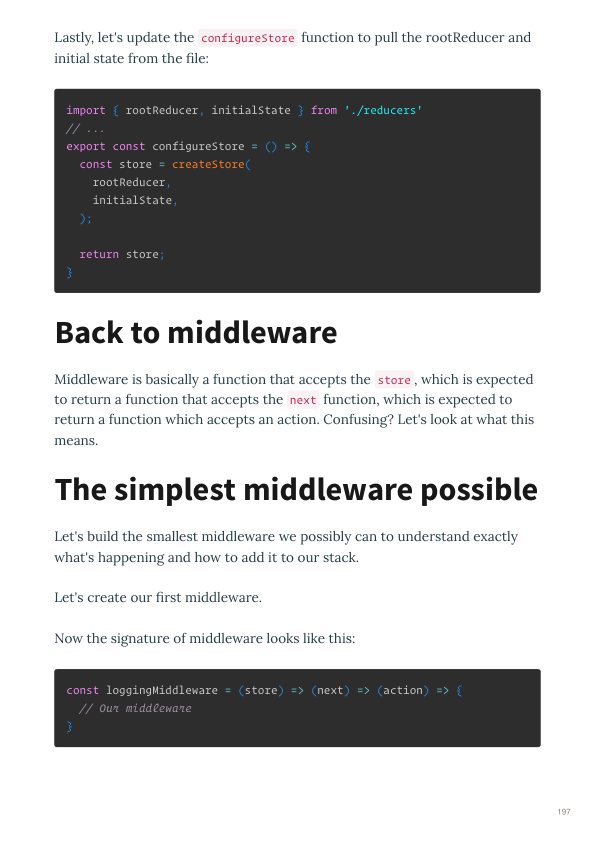 Lastly, let's update the configureStore function to pull the rootReducer and
initial state from the file:
import { rootReducer, initialState } from './reducers'
// ...
export const configureStore = () => {
  const store = createStore(
    rootReducer,
    initialState,
  );
  return store;
}
Back to middleware
Middleware is basically a function that accepts the store, which is expected
to return a function that accepts the next function, which is expected to
return a function which accepts an action. Confusing? Let's look at what this
means.
The simplest middleware possible
Let's build the smallest middleware we possibly can to understand exactly
what's happening and how to add it to our stack.
Let's create our first middleware.
Now the signature of middleware looks like this:
const loggingMiddleware = (store) => (next) => (action) => {
  // Our middleware
}
197